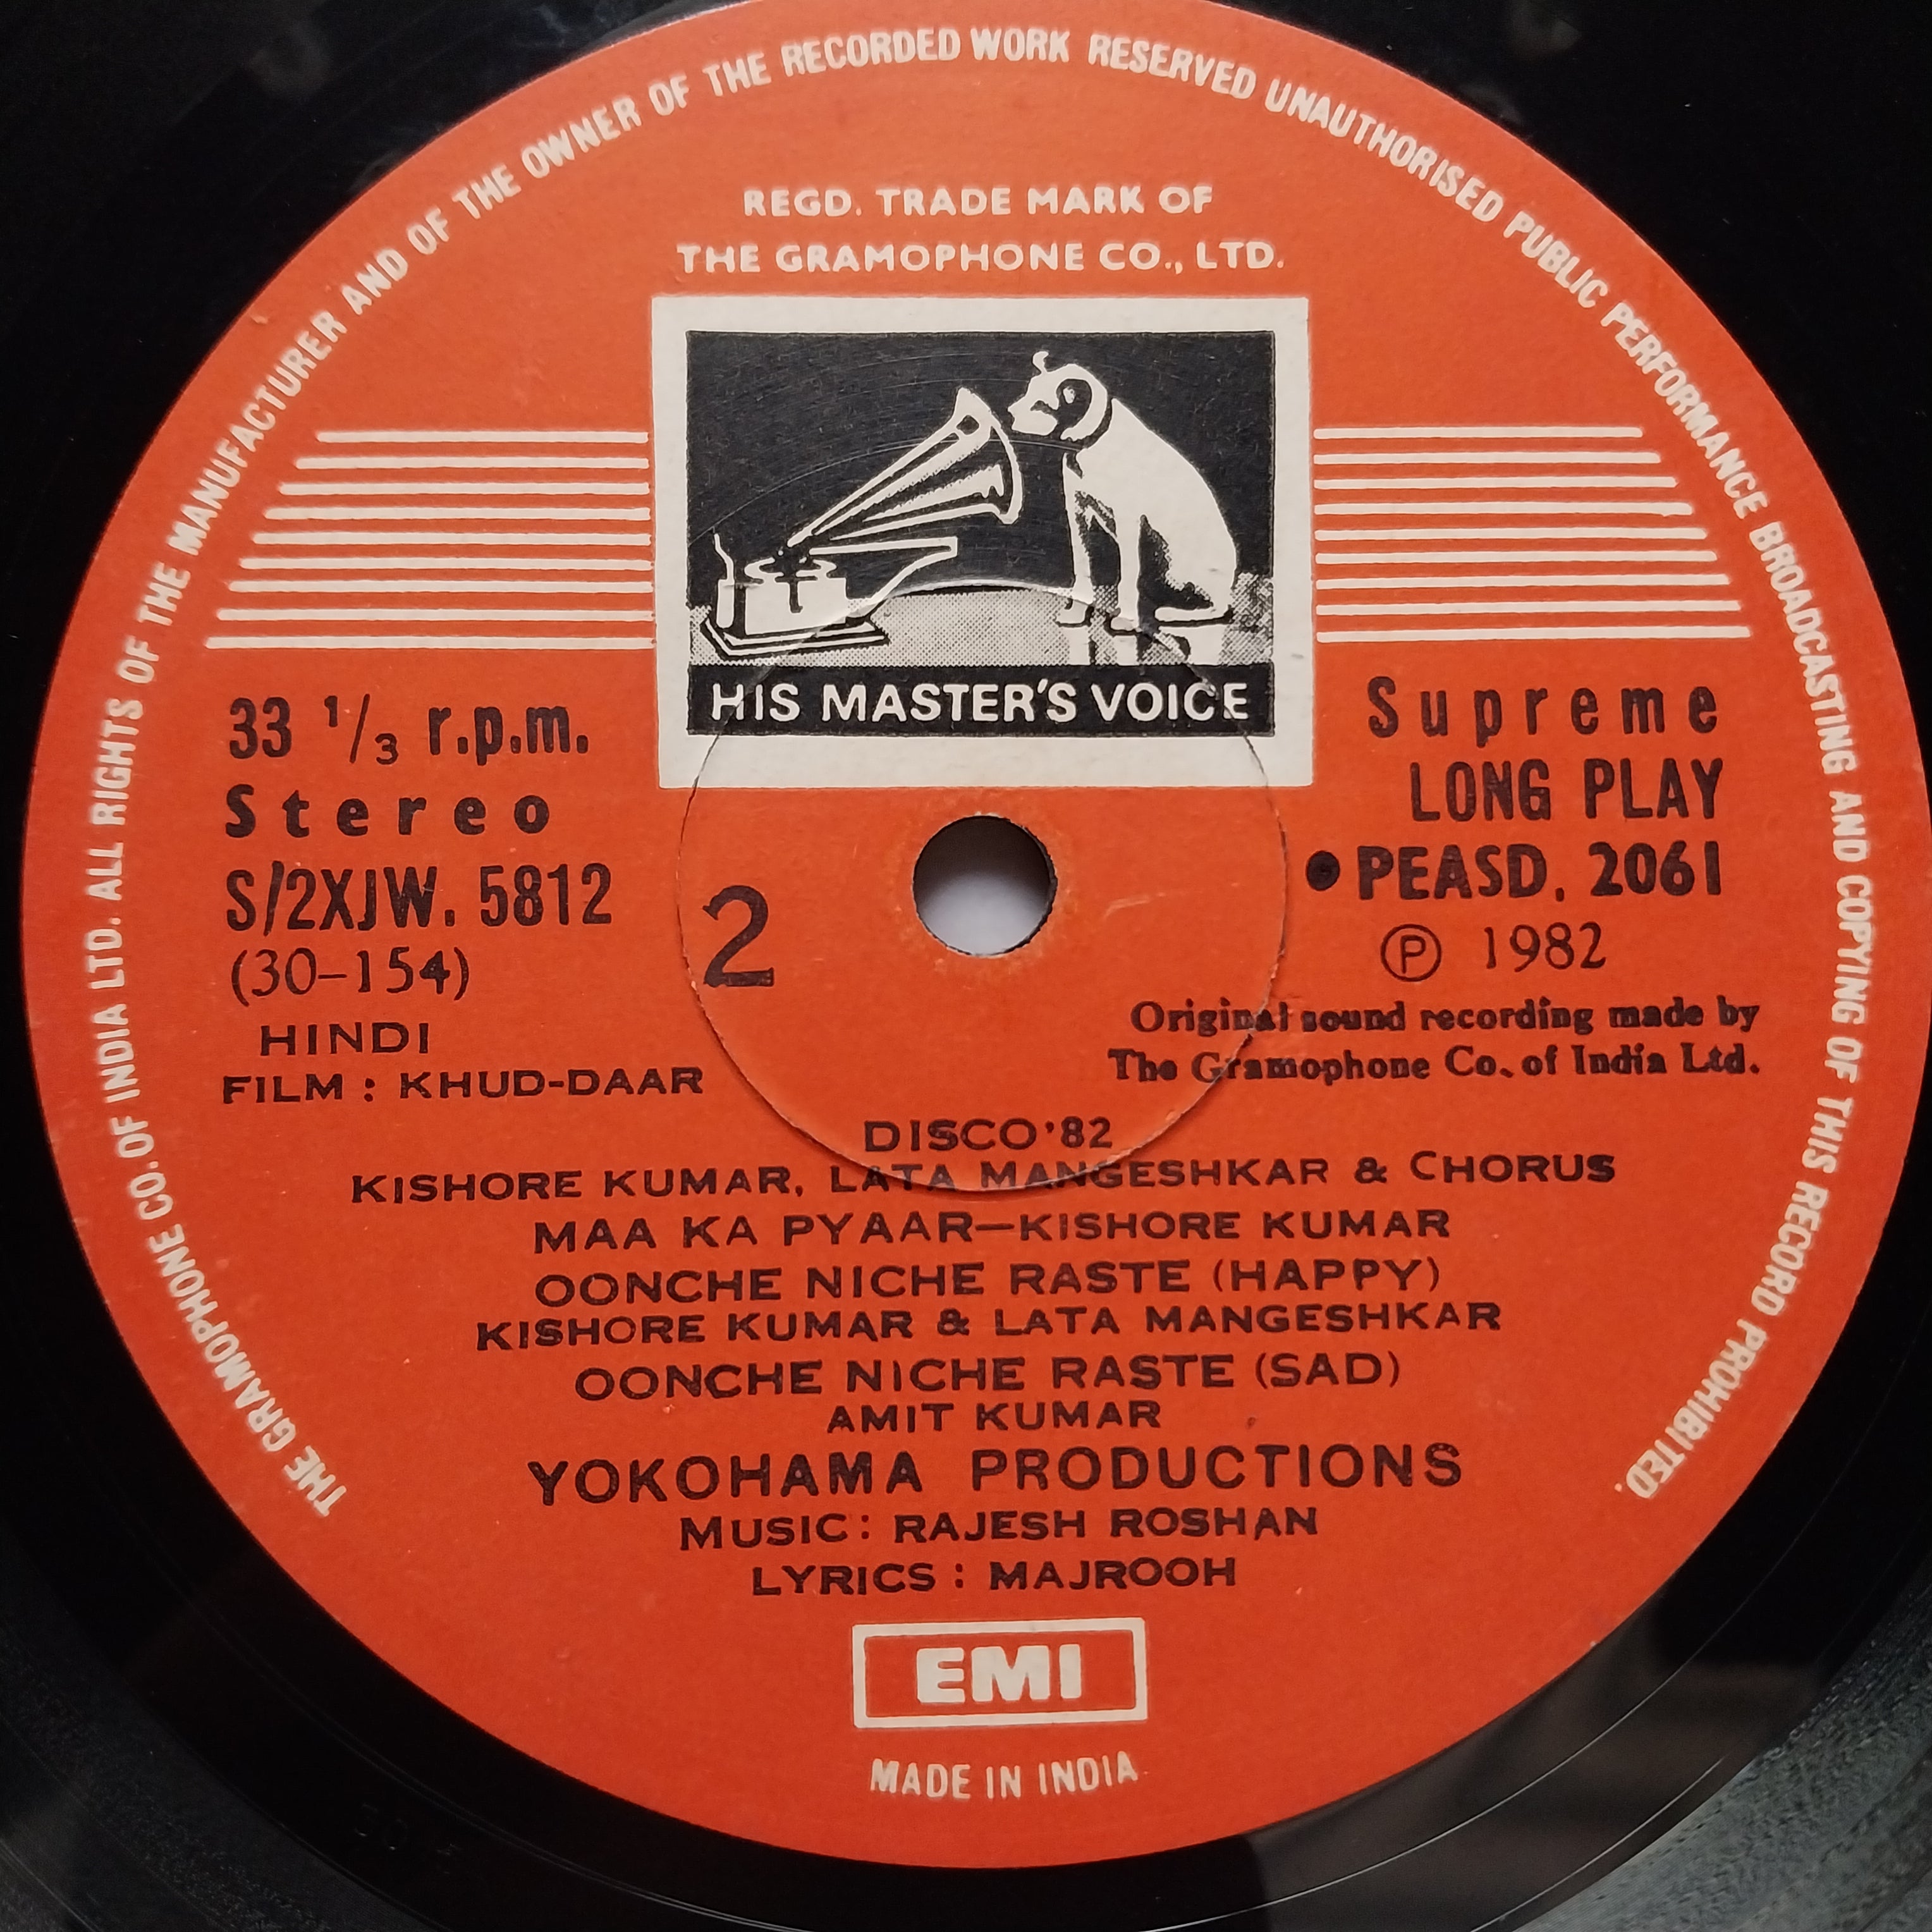 THE GRAMOPHONE CO. OF INDIA LTD. ALL RIGHTS OF THE MANUFACTURER AND OF THE OWNER OF THE RECORDED WORK RESERVED UNAUTHORISED PUBLIC PERFORMANCE BROADCASTING AND COPYING OF THIS RECORD PROHIBITED.
REGD. TRADE MARK OF
THE GRAMOPHONE CO., LTD.
HIS MASTER'S VOICE
33 1/3 r.p.m.
Stereo
S/2XJW. 5812
(30-154)
HINDI
FILM : KHUD-DAAR
2
Supreme
LONG PLAY
●PEASD. 2061
Ⓟ 1982
Original sound recording made by
The Gramophone Co. of India Ltd.
DISCO'82
KISHORE KUMAR, LATA MANGESHKAR & CHORUS
MAA KA PYAAR—KISHORE KUMAR
OONCHE NICHE RASTE (HAPPY)
KISHORE KUMAR & LATA MANGESHKAR
OONCHE NICHE RASTE (SAD)
AMIT KUMAR
YOKOHAMA PRODUCTIONS
MUSIC : RAJESH ROSHAN
LYRICS : MAJROOH
EMI
MADE IN INDIA